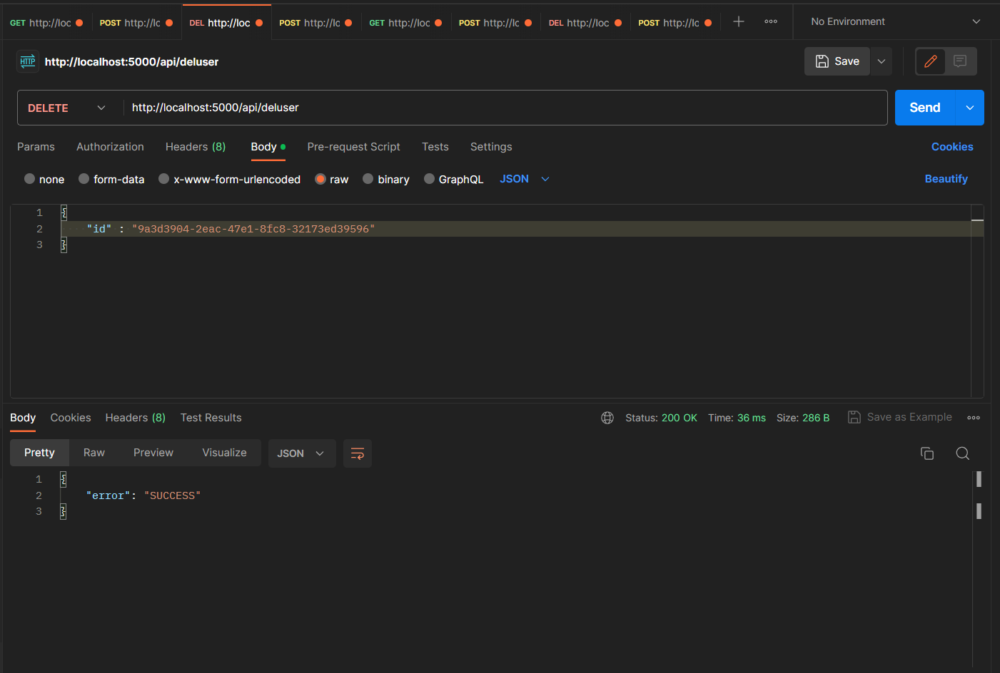 GET http://loc POST http://lc DEL http://loc POST http://lc GET http://loc POST http://lc DEL http://loc POST http://lc No Environment
HTTP http://localhost:5000/api/deluser Save
DELETE http://localhost:5000/api/deluser Send
Params Authorization Headers (8) Body Pre-request Script Tests Settings Cookies
none form-data x-www-form-urlencoded raw binary GraphQL JSON Beautify
1 {
2 "id" : "9a3d3904-2eac-47e1-8fc8-32173ed39596"
3 }
Body Cookies Headers (8) Test Results Status: 200 OK Time: 36 ms Size: 286 B Save as Example
Pretty Raw Preview Visualize JSON
1 {
2 "error": "SUCCESS"
3 }